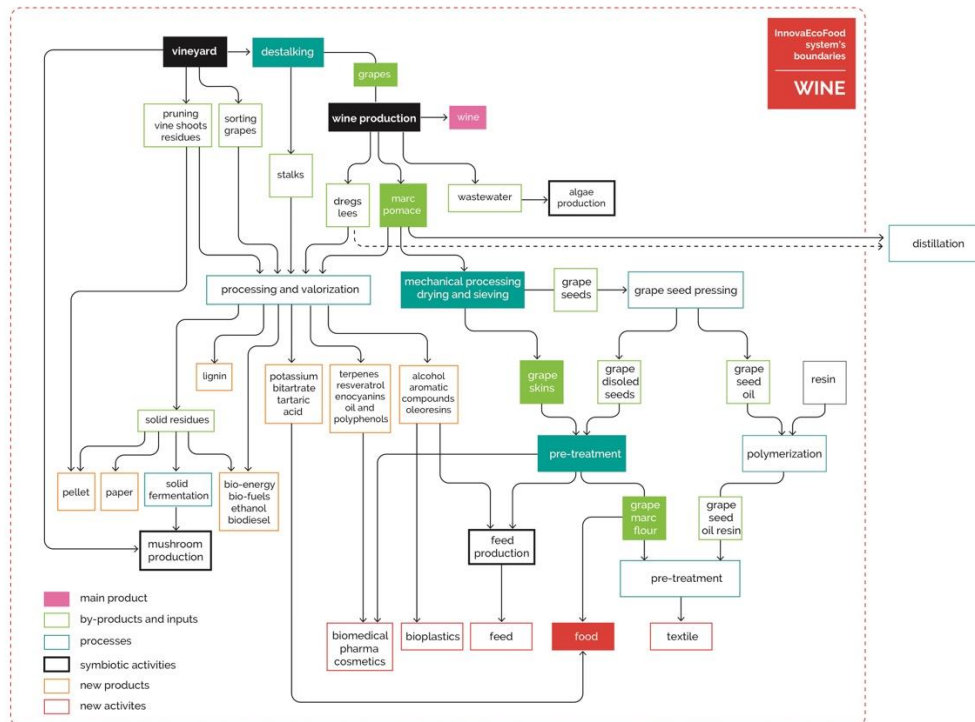 InnovaEcoFood
system's
boundaries
WINE
vineyard
destalking
grapes
pruning
vine shoots
residues
sorting
grapes
wine production
wine
stalks
dregs
lees
marc
pomace
wastewater
algae
production
distillation
processing and valorization
mechanical processing
drying and sieving
grape
seeds
grape seed pressing
lignin
potassium
bitartrate
tartaric
acid
terpenes
resveratrol
enocyanins
oil and
polyphenols
alcohol
aromatic
compounds
oleoresins
grape
skins
grape
disoled
seeds
grape
seed
oil
resin
solid residues
pre-treatment
polymerization
pellet
paper
solid
fermentation
bio-energy
bio-fuels
ethanol
biodiesel
grape
marc
flour
grape
seed
oil resin
mushroom
production
feed
production
pre-treatment
main product
by-products and inputs
processes
symbiotic activities
new products
new activites
biomedical
pharma
cosmetics
bioplastics
feed
food
textile